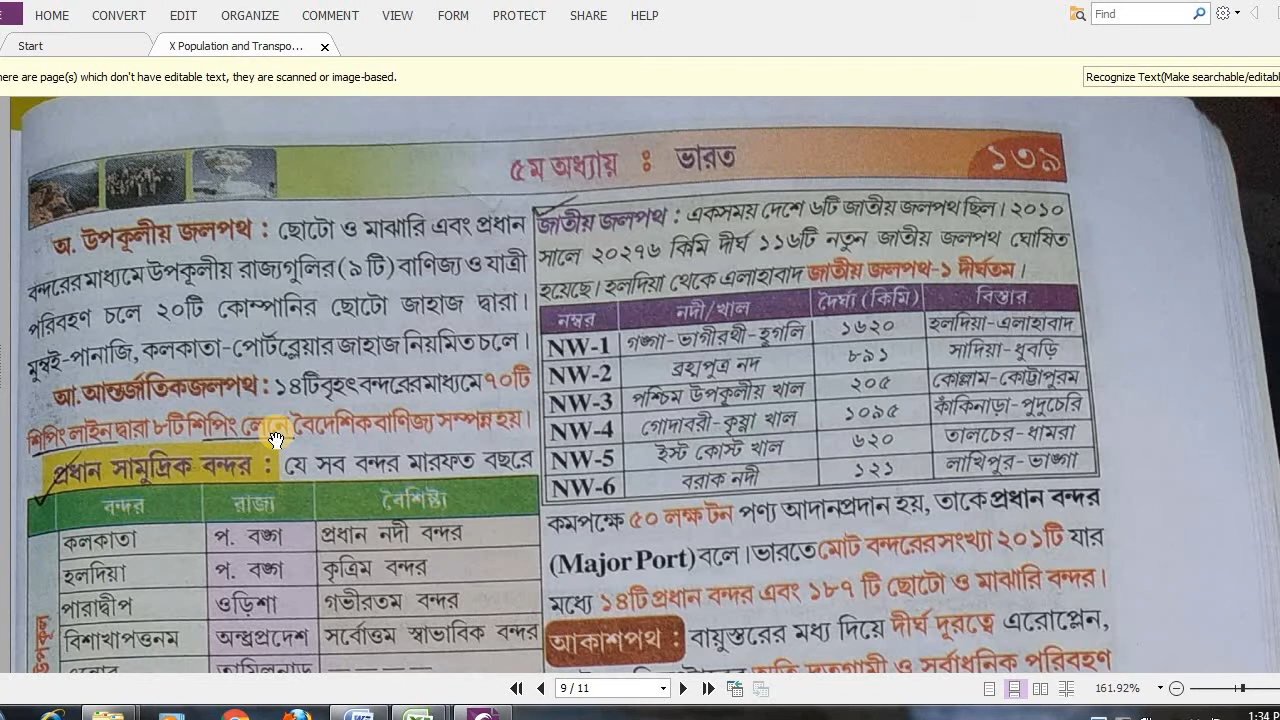 HOME CONVERT EDIT ORGANIZE COMMENT VIEW FORM PROTECT SHARE HELP
Find
Start
X Population and Transpo...
here are page(s) which don't have editable text, they are scanned or image-based.
Recognize Text(Make searchable/editabl
৫ম অধ্যায় : ভারত
১৩৯
অ. উপকূলীয় জলপথ : ছোটো ও মাঝারি এবং প্রধান
বন্দরের মাধ্যমে উপকূলীয় রাজ্যগুলির (৯ টি) বাণিজ্য ও যাত্রী
পরিবহণ চলে ২০টি কোম্পানির ছোটো জাহাজ দ্বারা।
মুম্বই-পানাজি, কলকাতা-পোর্টব্লেয়ার জাহাজ নিয়মিত চলে।
আ. আন্তর্জাতিক জলপথ : ১৪টি বৃহৎ বন্দরের মাধ্যমে ৭০টি
শিপিং লাইন দ্বারা ৮টি শিপিং লেনে বৈদেশিক বাণিজ্য সম্পন্ন হয়।
প্রধান সামুদ্রিক বন্দর : যে সব বন্দর মারফত বছরে
বন্দর রাজ্য বৈশিষ্ট্য
কলকাতা প. বঙ্গ প্রধান নদী বন্দর
হলদিয়া প. বঙ্গ কৃত্রিম বন্দর
পারাদ্বীপ ওড়িশা গভীরতম বন্দর
বিশাখাপত্তনম অন্ধ্রপ্রদেশ সর্বোত্তম স্বাভাবিক বন্দর
জাতীয় জলপথ : একসময় দেশে ৬টি জাতীয় জলপথ ছিল। ২০১০
সালে ২০২৭৬ কিমি দীর্ঘ ১১৬টি নতুন জাতীয় জলপথ ঘোষিত
হয়েছে। হলদিয়া থেকে এলাহাবাদ জাতীয় জলপথ-১ দীর্ঘতম।
নম্বর নদী/খাল দৈর্ঘ্য (কিমি) বিস্তার
NW-1 গঙ্গা-ভাগীরথী-হুগলি ১৬২০ হলদিয়া-এলাহাবাদ
NW-2 ব্রহ্মপুত্র নদ ৮৯১ সাদিয়া-ধুবড়ি
NW-3 পশ্চিম উপকূলীয় খাল ২০৫ কোল্লাম-কোট্টাপুরম
NW-4 গোদাবরী-কৃষ্ণা খাল ১০৯৫ কাঁকিনাড়া-পুদুচেরি
NW-5 ইস্ট কোস্ট খাল ৬২০ তালচের-ধামরা
NW-6 বরাক নদী ১২১ লাখিপুর-ভাঙ্গা
কমপক্ষে ৫০ লক্ষ টন পণ্য আদানপ্রদান হয়, তাকে প্রধান বন্দর
(Major Port) বলে। ভারতে মোট বন্দরের সংখ্যা ২০১টি যার
মধ্যে ১৪টি প্রধান বন্দর এবং ১৮৭ টি ছোটো ও মাঝারি বন্দর।
আকাশপথ : বায়ুস্তরের মধ্য দিয়ে দীর্ঘ দূরত্বে এরোপ্লেন,
9 / 11
161.92%
1:34 P